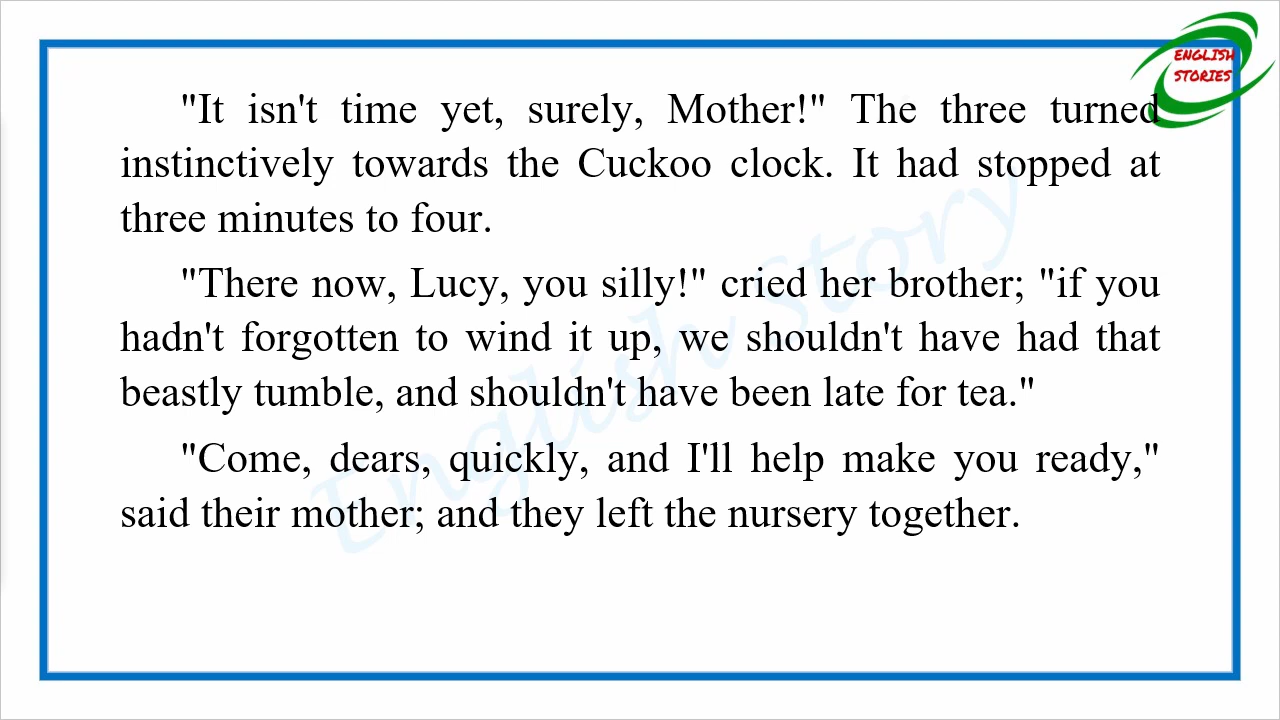 ENGLISH
STORIES
"It isn't time yet, surely, Mother!" The three turned
instinctively towards the Cuckoo clock. It had stopped at
three minutes to four.
"There now, Lucy, you silly!" cried her brother; "if you
hadn't forgotten to wind it up, we shouldn't have had that
beastly tumble, and shouldn't have been late for tea."
"Come, dears, quickly, and I'll help make you ready,"
said their mother; and they left the nursery together.
English Story